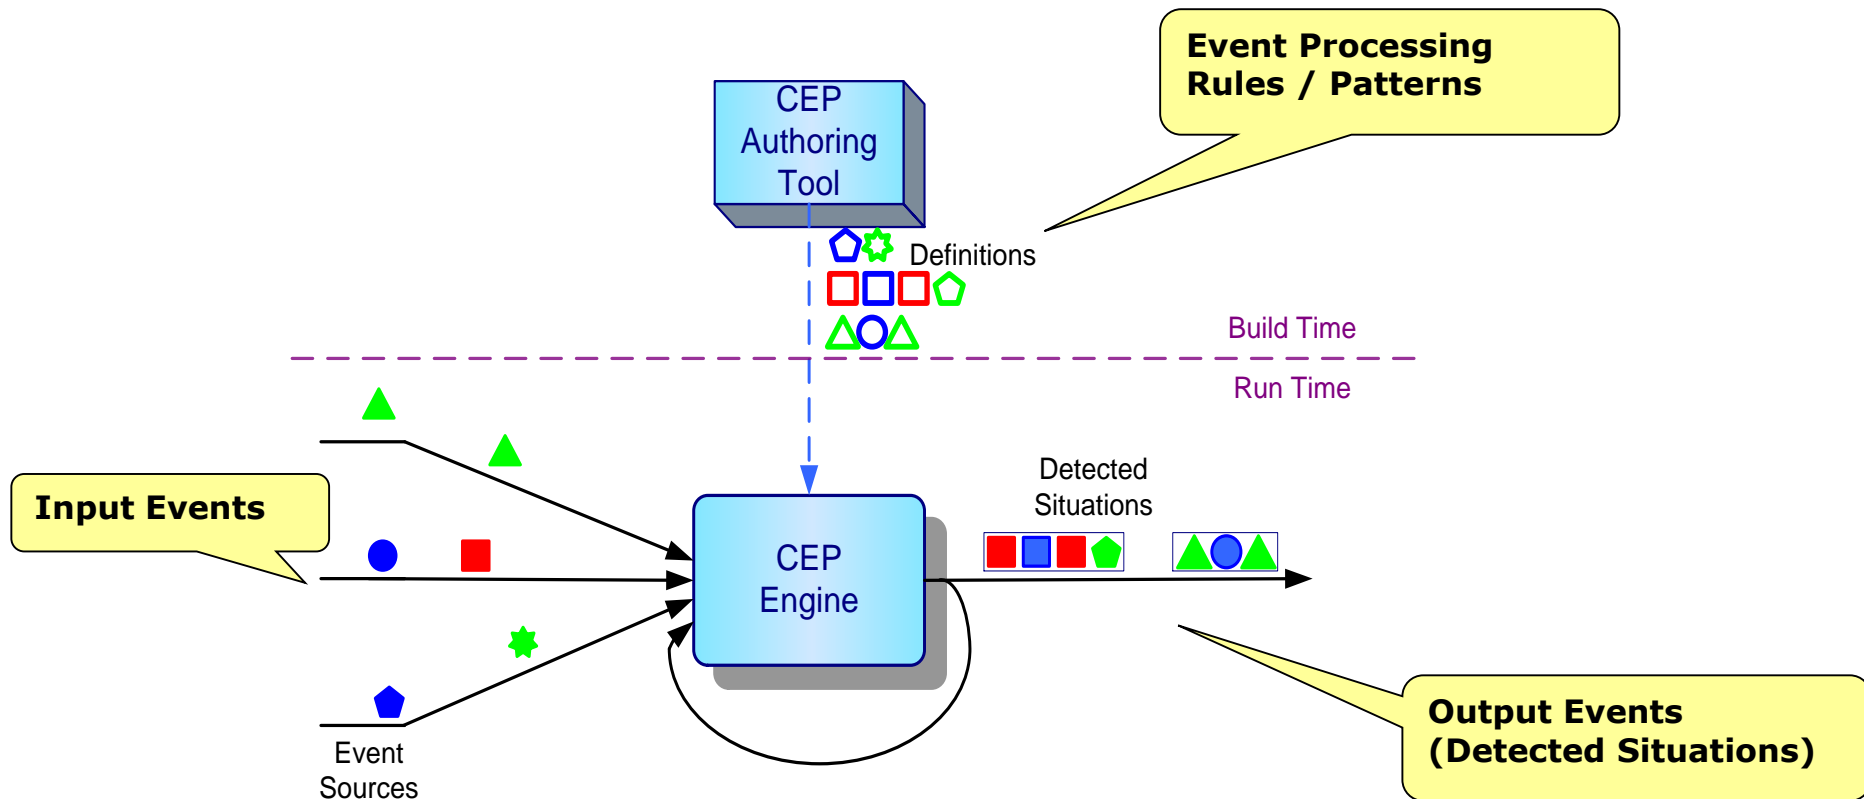 Event Processing
Rules / Patterns
CEP
Authoring
Tool
Definitions
Build Time
Run Time
Input Events
Detected
Situations
CEP
Engine
Event
Sources
Output Events
(Detected Situations)